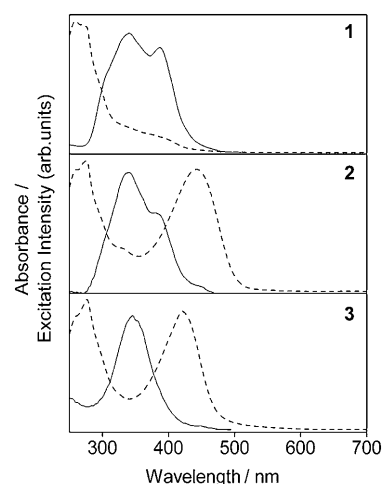 1
2
3
Absorbance /
Excitation Intensity (arb.units)
300 400 500 600 700
Wavelength / nm